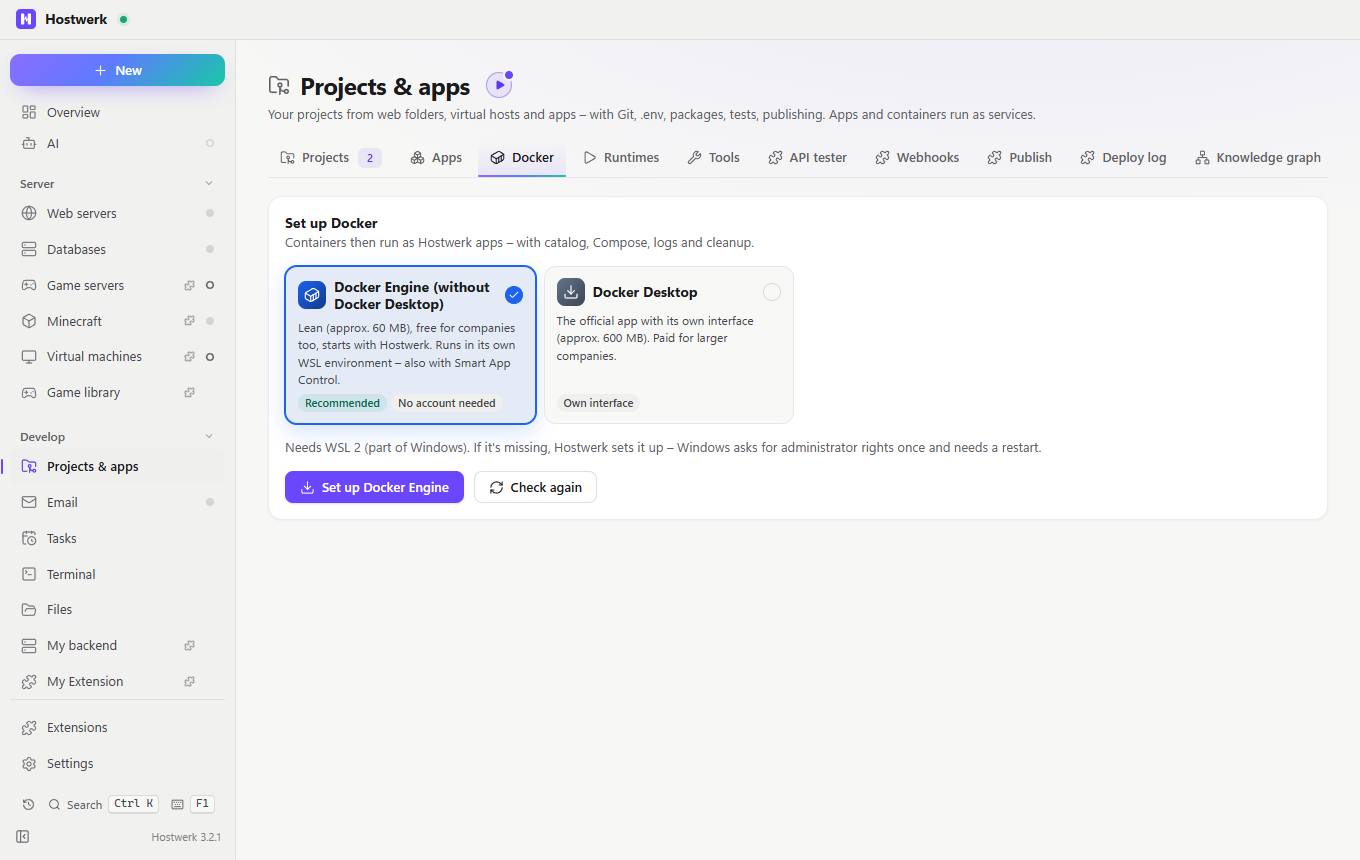 Hostwerk
New
Overview
AI
Server
Web servers
Databases
Game servers
Minecraft
Virtual machines
Game library
Develop
Projects & apps
Email
Tasks
Terminal
Files
My backend
My Extension
Extensions
Settings
Search Ctrl K F1
Hostwerk 3.2.1
Projects & apps
Your projects from web folders, virtual hosts and apps – with Git, .env, packages, tests, publishing. Apps and containers run as services.
Projects 2 Apps Docker Runtimes Tools API tester Webhooks Publish Deploy log Knowledge graph
Set up Docker
Containers then run as Hostwerk apps – with catalog, Compose, logs and cleanup.
Docker Engine (without
Docker Desktop)
Lean (approx. 60 MB), free for companies
too, starts with Hostwerk. Runs in its own
WSL environment – also with Smart App
Control.
Recommended No account needed
Docker Desktop
The official app with its own interface
(approx. 600 MB). Paid for larger
companies.
Own interface
Needs WSL 2 (part of Windows). If it's missing, Hostwerk sets it up – Windows asks for administrator rights once and needs a restart.
Set up Docker Engine Check again